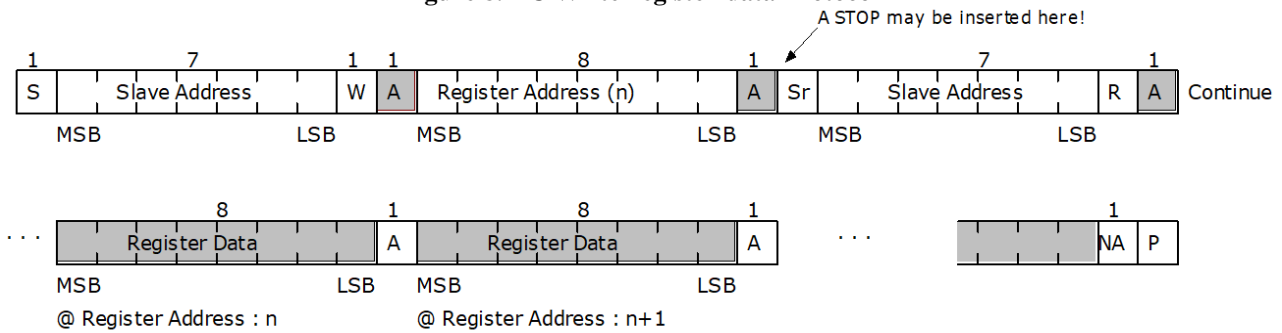 A STOP may be inserted here!
1 7 1 1 8 1 7 1
S Slave Address W A Register Address (n) A Sr Slave Address R A Continue
MSB LSB MSB LSB MSB LSB
8 1 8 1 1
. . . Register Data A Register Data A . . . NA P
MSB LSB MSB LSB
@ Register Address : n @ Register Address : n+1